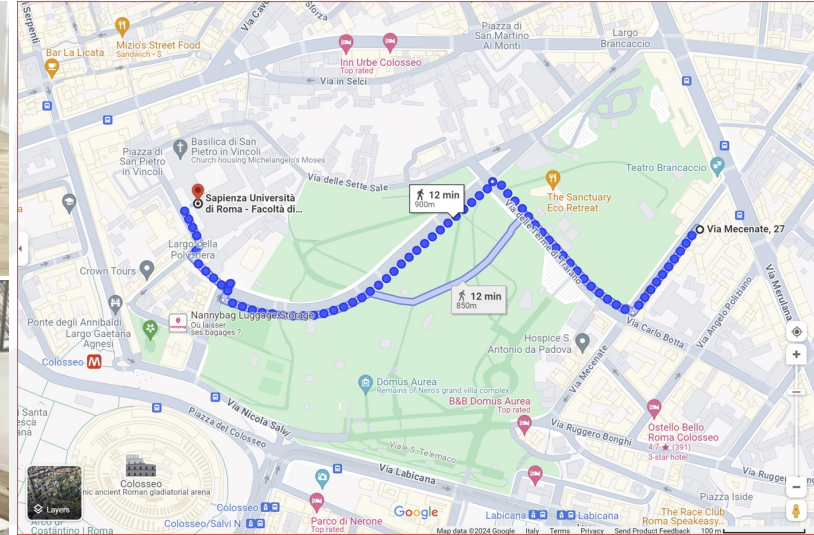 Mizio's Street Food
Sandwich • $
Bar La Licata
Inn Urbe Colosseo
Top rated
Piazza di
San Martino
Ai Monti
Largo
Brancaccio
Via in Selci
Piazza di
San Pietro
in Vincoli
Basilica di San
Pietro in Vincoli
Church housing Michelangelo's Moses
Via delle Sette Sale
12 min
900m
Sapienza Università
di Roma - Facoltà di...
The Sanctuary
Eco Retreat
Teatro Brancaccio
Via Mecenate, 27
Via delle Terme di Traiano
Largo della
Polveriera
Crown Tours
Via Merulana
Via Angelo Poliziano
12 min
850m
Nannybag Luggage Storage
Où laisser
ses bagages ?
Ponte degli Annibaldi
Largo Gaetana
Agnesi
Colosseo
M
Via Carlo Botta
Hospice S.
Antonio da Padova
Via Mecenate
Domus Aurea
Remains of Nero's grand villa complex
B&B Domus Aurea
Top rated
Via Nicola Salvi
Piazza del Colosseo
Ostello Bello
Roma Colosseo
4.7 ★ (391)
3-star hotel
Via Ruggero Bonghi
Via e S. Telemaco
Via Labicana
Colosseo
nic ancient Roman gladiatorial arena
Layers
Colosseo
Colosseo/Salvi N
Parco di Nerone
Top rated
Google
Labicana
Labicana
Piazza Iside
The Race Club
Roma Speakeasy...
Map data ©2024 Google Italy Terms Privacy Send Product Feedback 100 m